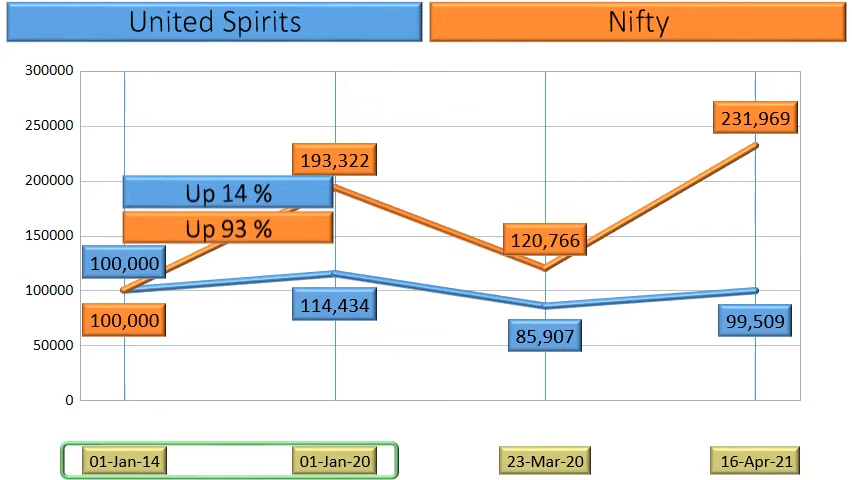 United Spirits
Nifty
300000
250000
231,969
200000
193,322
Up 14 %
Up 93 %
150000
120,766
100,000
100000
114,434
100,000
99,509
85,907
50000
0
01-Jan-14
01-Jan-20
23-Mar-20
16-Apr-21